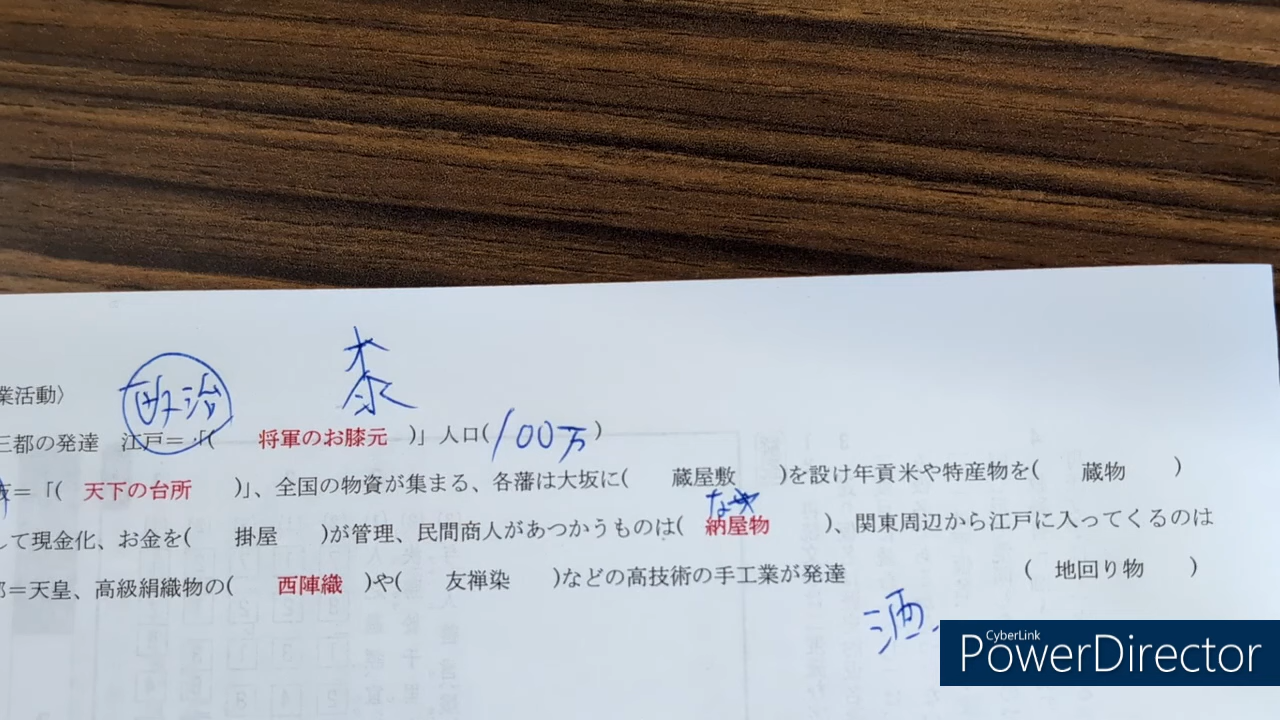 業活動〉
政治
三都の発達 江戸=「( 将軍のお膝元 )」人口(100万)
=「( 天下の台所 )」、全国の物資が集まる、各藩は大坂に( 蔵屋敷 )を設け年貢米や特産物を( 蔵物 )
なや
して現金化、お金を( 掛屋 )が管理、民間商人があつかうものは( 納屋物 )、関東周辺から江戸に入ってくるのは
=天皇、高級絹織物の( 西陣織 )や( 友禅染 )などの高技術の手工業が発達 ( 地回り物 )
酒
CyberLink
PowerDirector